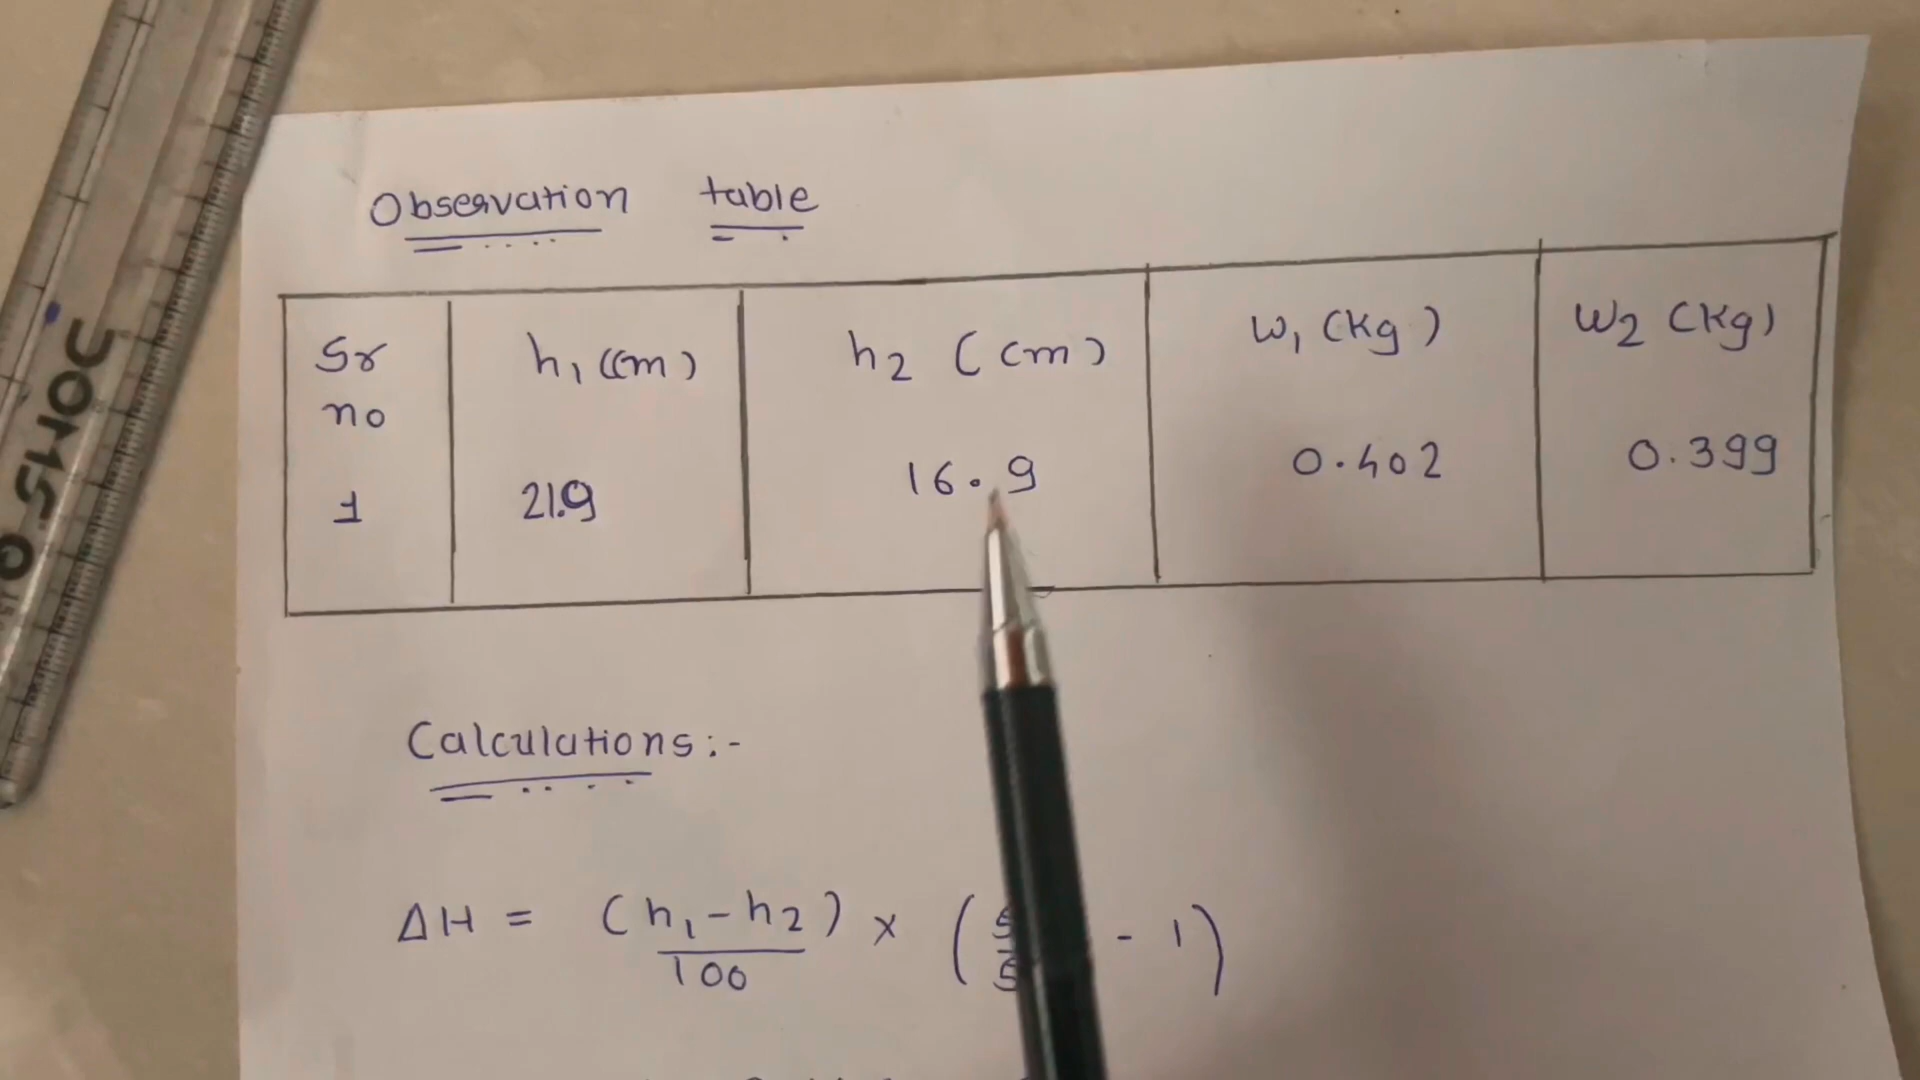 Observation table
Sr no h1 (cm) h2 (cm) W1 (Kg) W2 (Kg)
1 21.9 16.9 0.402 0.399
Calculations:-
ΔH = (h1-h2) / 100 × ( - 1)
DOMS